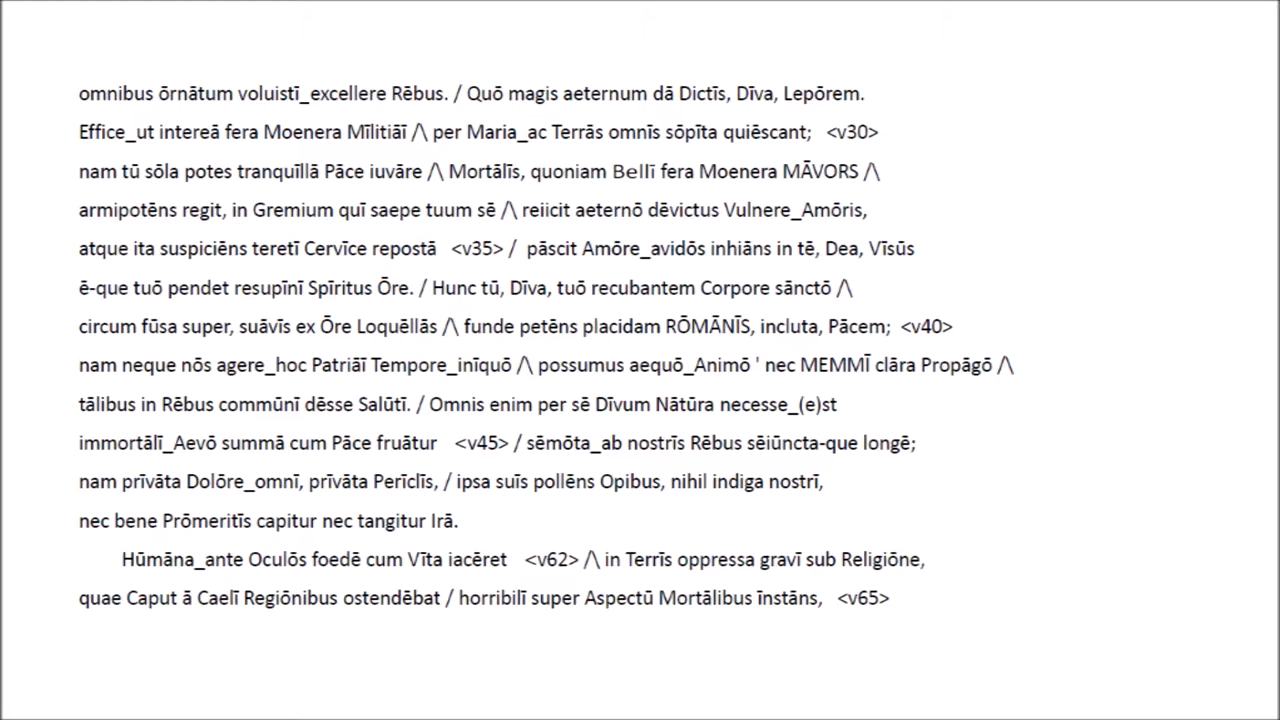 omnibus ōrnātum voluistī_excellere Rēbus. / Quō magis aeternum dā Dictīs, Dīva, Lepōrem.
Effice_ut intereā fera Moenera Mīlitiāī /\ per Maria_ac Terrās omnīs sōpīta quiēscant; <v30>
nam tū sōla potes tranquīllā Pāce iuvāre /\ Mortālīs, quoniam Bellī fera Moenera MĀVORS /\
armipotēns regit, in Gremium quī saepe tuum sē /\ reiicit aeternō dēvictus Vulnere_Amōris,
atque ita suspiciēns teretī Cervīce repostā <v35> / pāscit Amōre_avidōs inhiāns in tē, Dea, Vīsūs
ē-que tuō pendet resupīnī Spīritus Ōre. / Hunc tū, Dīva, tuō recubantem Corpore sānctō /\
circum fūsa super, suāvīs ex Ōre Loquēllās /\ funde petēns placidam RŌMĀNĪS, incluta, Pācem; <v40>
nam neque nōs agere_hoc Patriāī Tempore_inīquō /\ possumus aequō_Animō ' nec MEMMĪ clāra Propāgō /\
tālibus in Rēbus commūnī dēsse Salūtī. / Omnis enim per sē Dīvum Nātūra necesse_(e)st
immortālī_Aevō summā cum Pāce fruātur <v45> / sēmōta_ab nostrīs Rēbus sēiūncta-que longē;
nam prīvāta Dolōre_omnī, prīvāta Perīclīs, / ipsa suīs pollēns Opibus, nihil indiga nostrī,
nec bene Prōmeritīs capitur nec tangitur Irā.
Hūmāna_ante Oculōs foedē cum Vīta iacēret <v62> /\ in Terrīs oppressa gravī sub Religiōne,
quae Caput ā Caelī Regiōnibus ostendēbat / horribilī super Aspectū Mortālibus īnstāns, <v65>